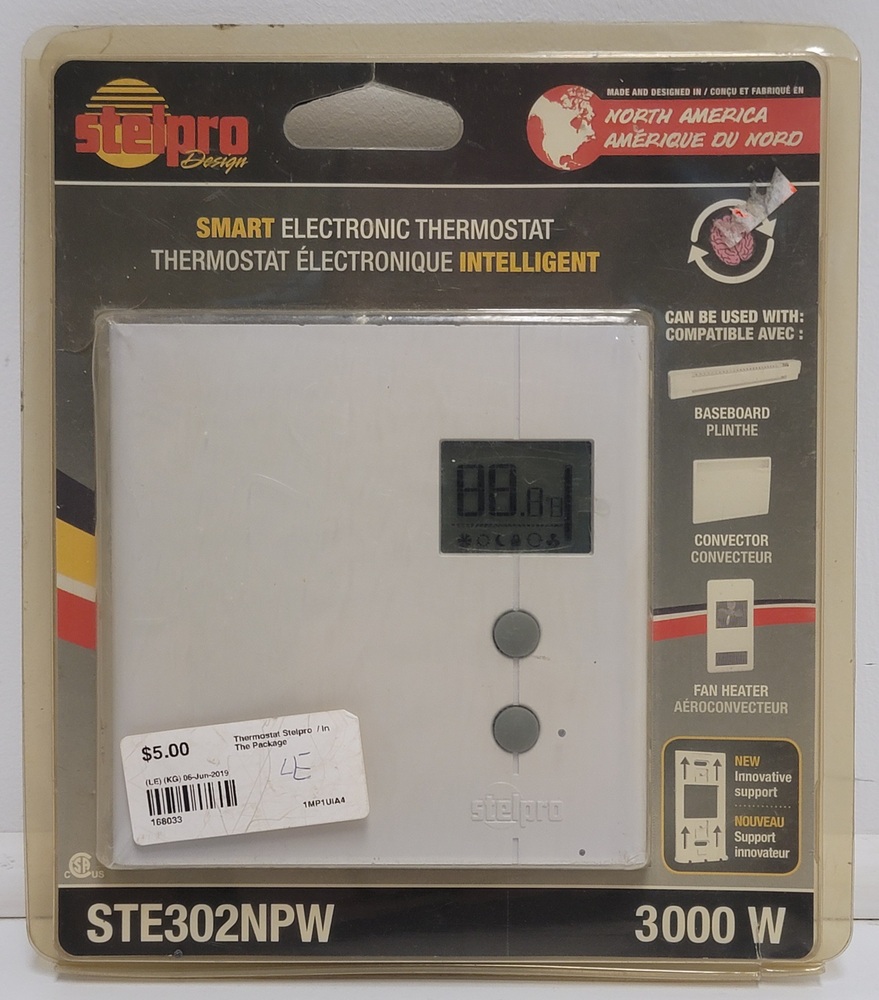 stelpro
Design
MADE AND DESIGNED IN / CONÇU ET FABRIQUÉ EN
NORTH AMERICA
AMÉRIQUE DU NORD
SMART ELECTRONIC THERMOSTAT
THERMOSTAT ÉLECTRONIQUE INTELLIGENT
CAN BE USED WITH:
COMPATIBLE AVEC :
BASEBOARD
PLINTHE
CONVECTOR
CONVECTEUR
FAN HEATER
AÉROCONVECTEUR
NEW
Innovative
support
NOUVEAU
Support
innovateur
88.8
$5.00
Thermostat Stelpro / In
The Package
(LE) (KG) 06-Jun-2019
LE
168033
1MP1UIA4
stelpro
C SA US
STE302NPW
3000 W